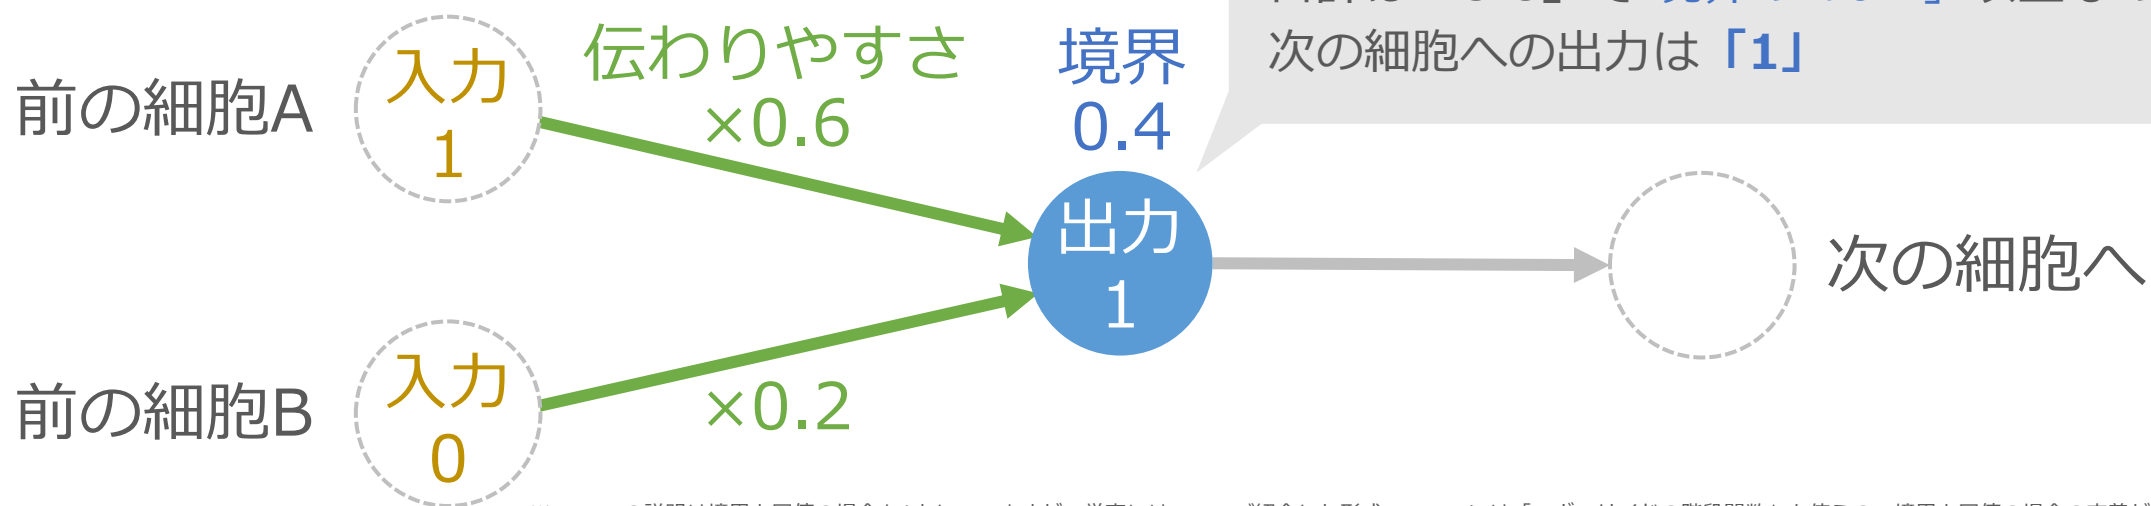 次の細胞への出力は「1」
前の細胞A
入力
1
伝わりやすさ
×0.6
境界
0.4
出力
1
次の細胞へ
前の細胞B
入力
0
×0.2